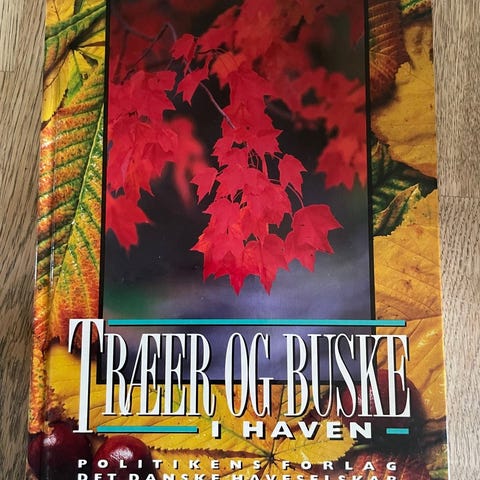 TRÆER OG BUSKE
I HAVEN
POLITIKENS FORLAG
DET DANSKE HAVESELSKAB